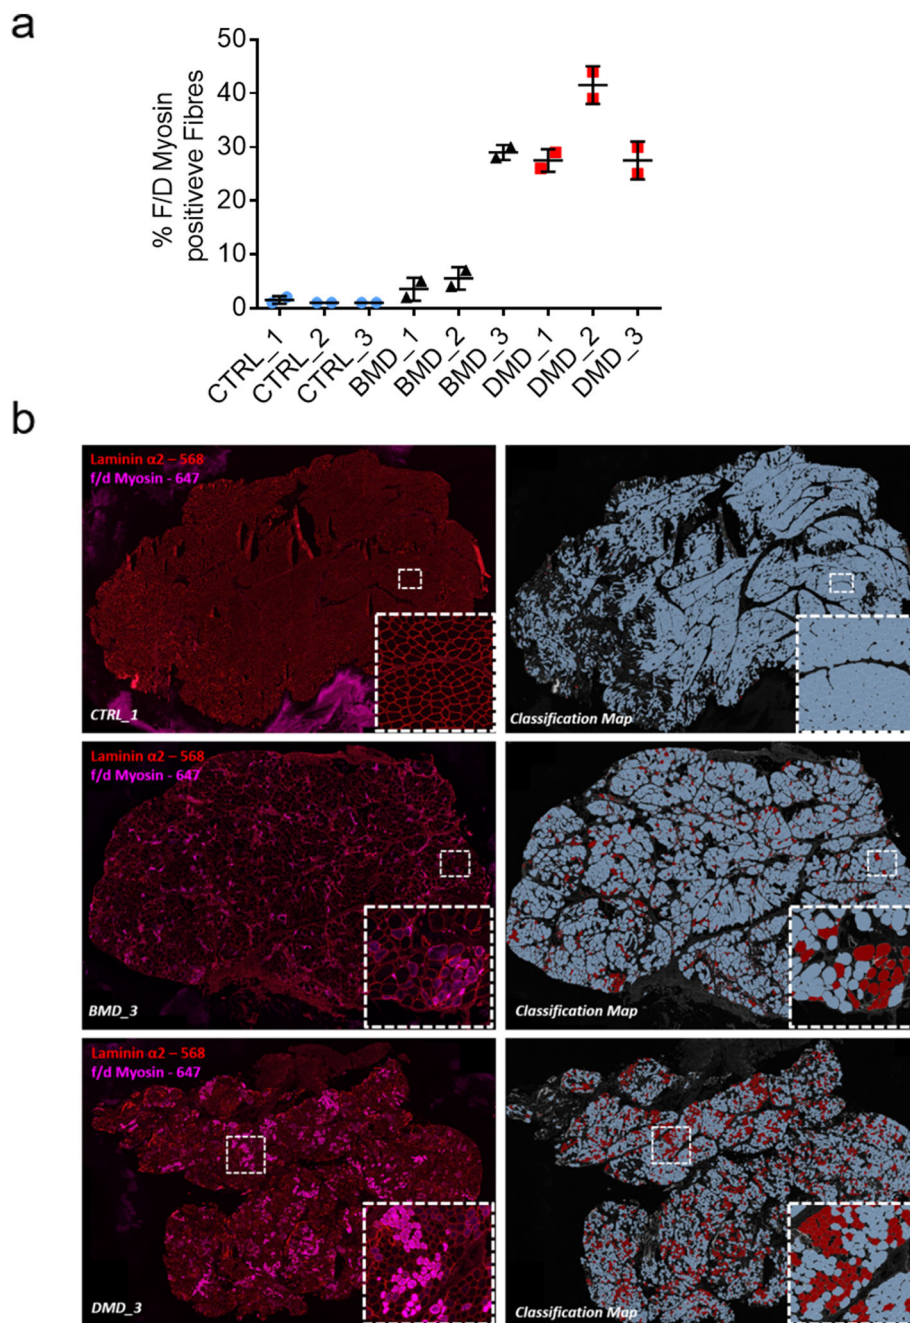 a
% F/D Myosin
positiveve Fibres
50
40
30
20
10
0
CTRL_1
CTRL_2
CTRL_3
BMD_1
BMD_2
BMD_3
DMD_1
DMD_2
DMD_3
b
Laminin α2 – 568
f/d Myosin - 647
CTRL_1
Classification Map
Laminin α2 – 568
f/d Myosin - 647
BMD_3
Classification Map
Laminin α2 – 568
f/d Myosin - 647
DMD_3
Classification Map